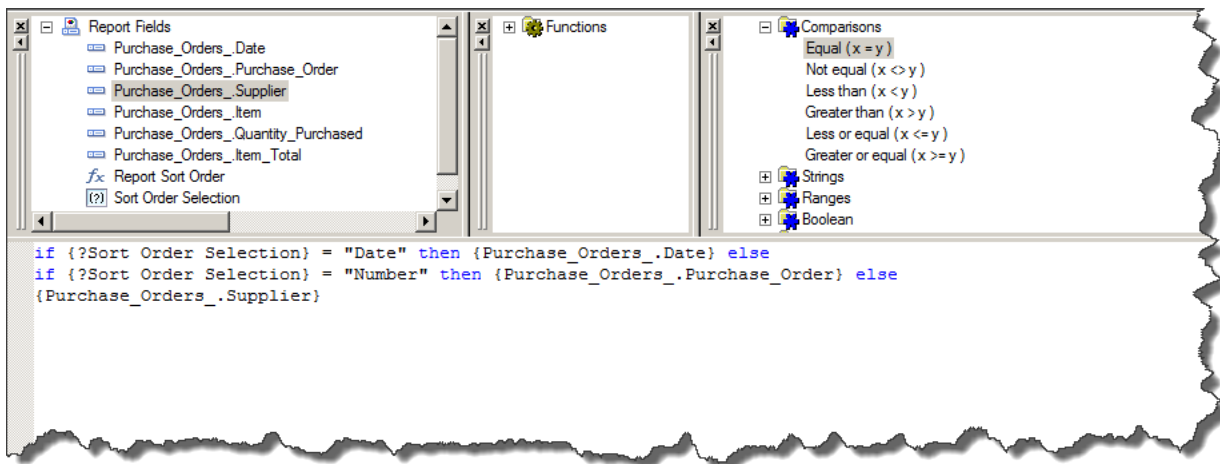 Report Fields
Purchase_Orders_.Date
Purchase_Orders_.Purchase_Order
Purchase_Orders_.Supplier
Purchase_Orders_.Item
Purchase_Orders_.Quantity_Purchased
Purchase_Orders_.Item_Total
fx Report Sort Order
(?) Sort Order Selection
Functions
Comparisons
Equal (x = y)
Not equal (x <> y)
Less than (x < y)
Greater than (x > y)
Less or equal (x <= y)
Greater or equal (x >= y)
Strings
Ranges
Boolean
if {?Sort Order Selection} = "Date" then {Purchase_Orders_.Date} else
if {?Sort Order Selection} = "Number" then {Purchase_Orders_.Purchase_Order} else
{Purchase_Orders_.Supplier}